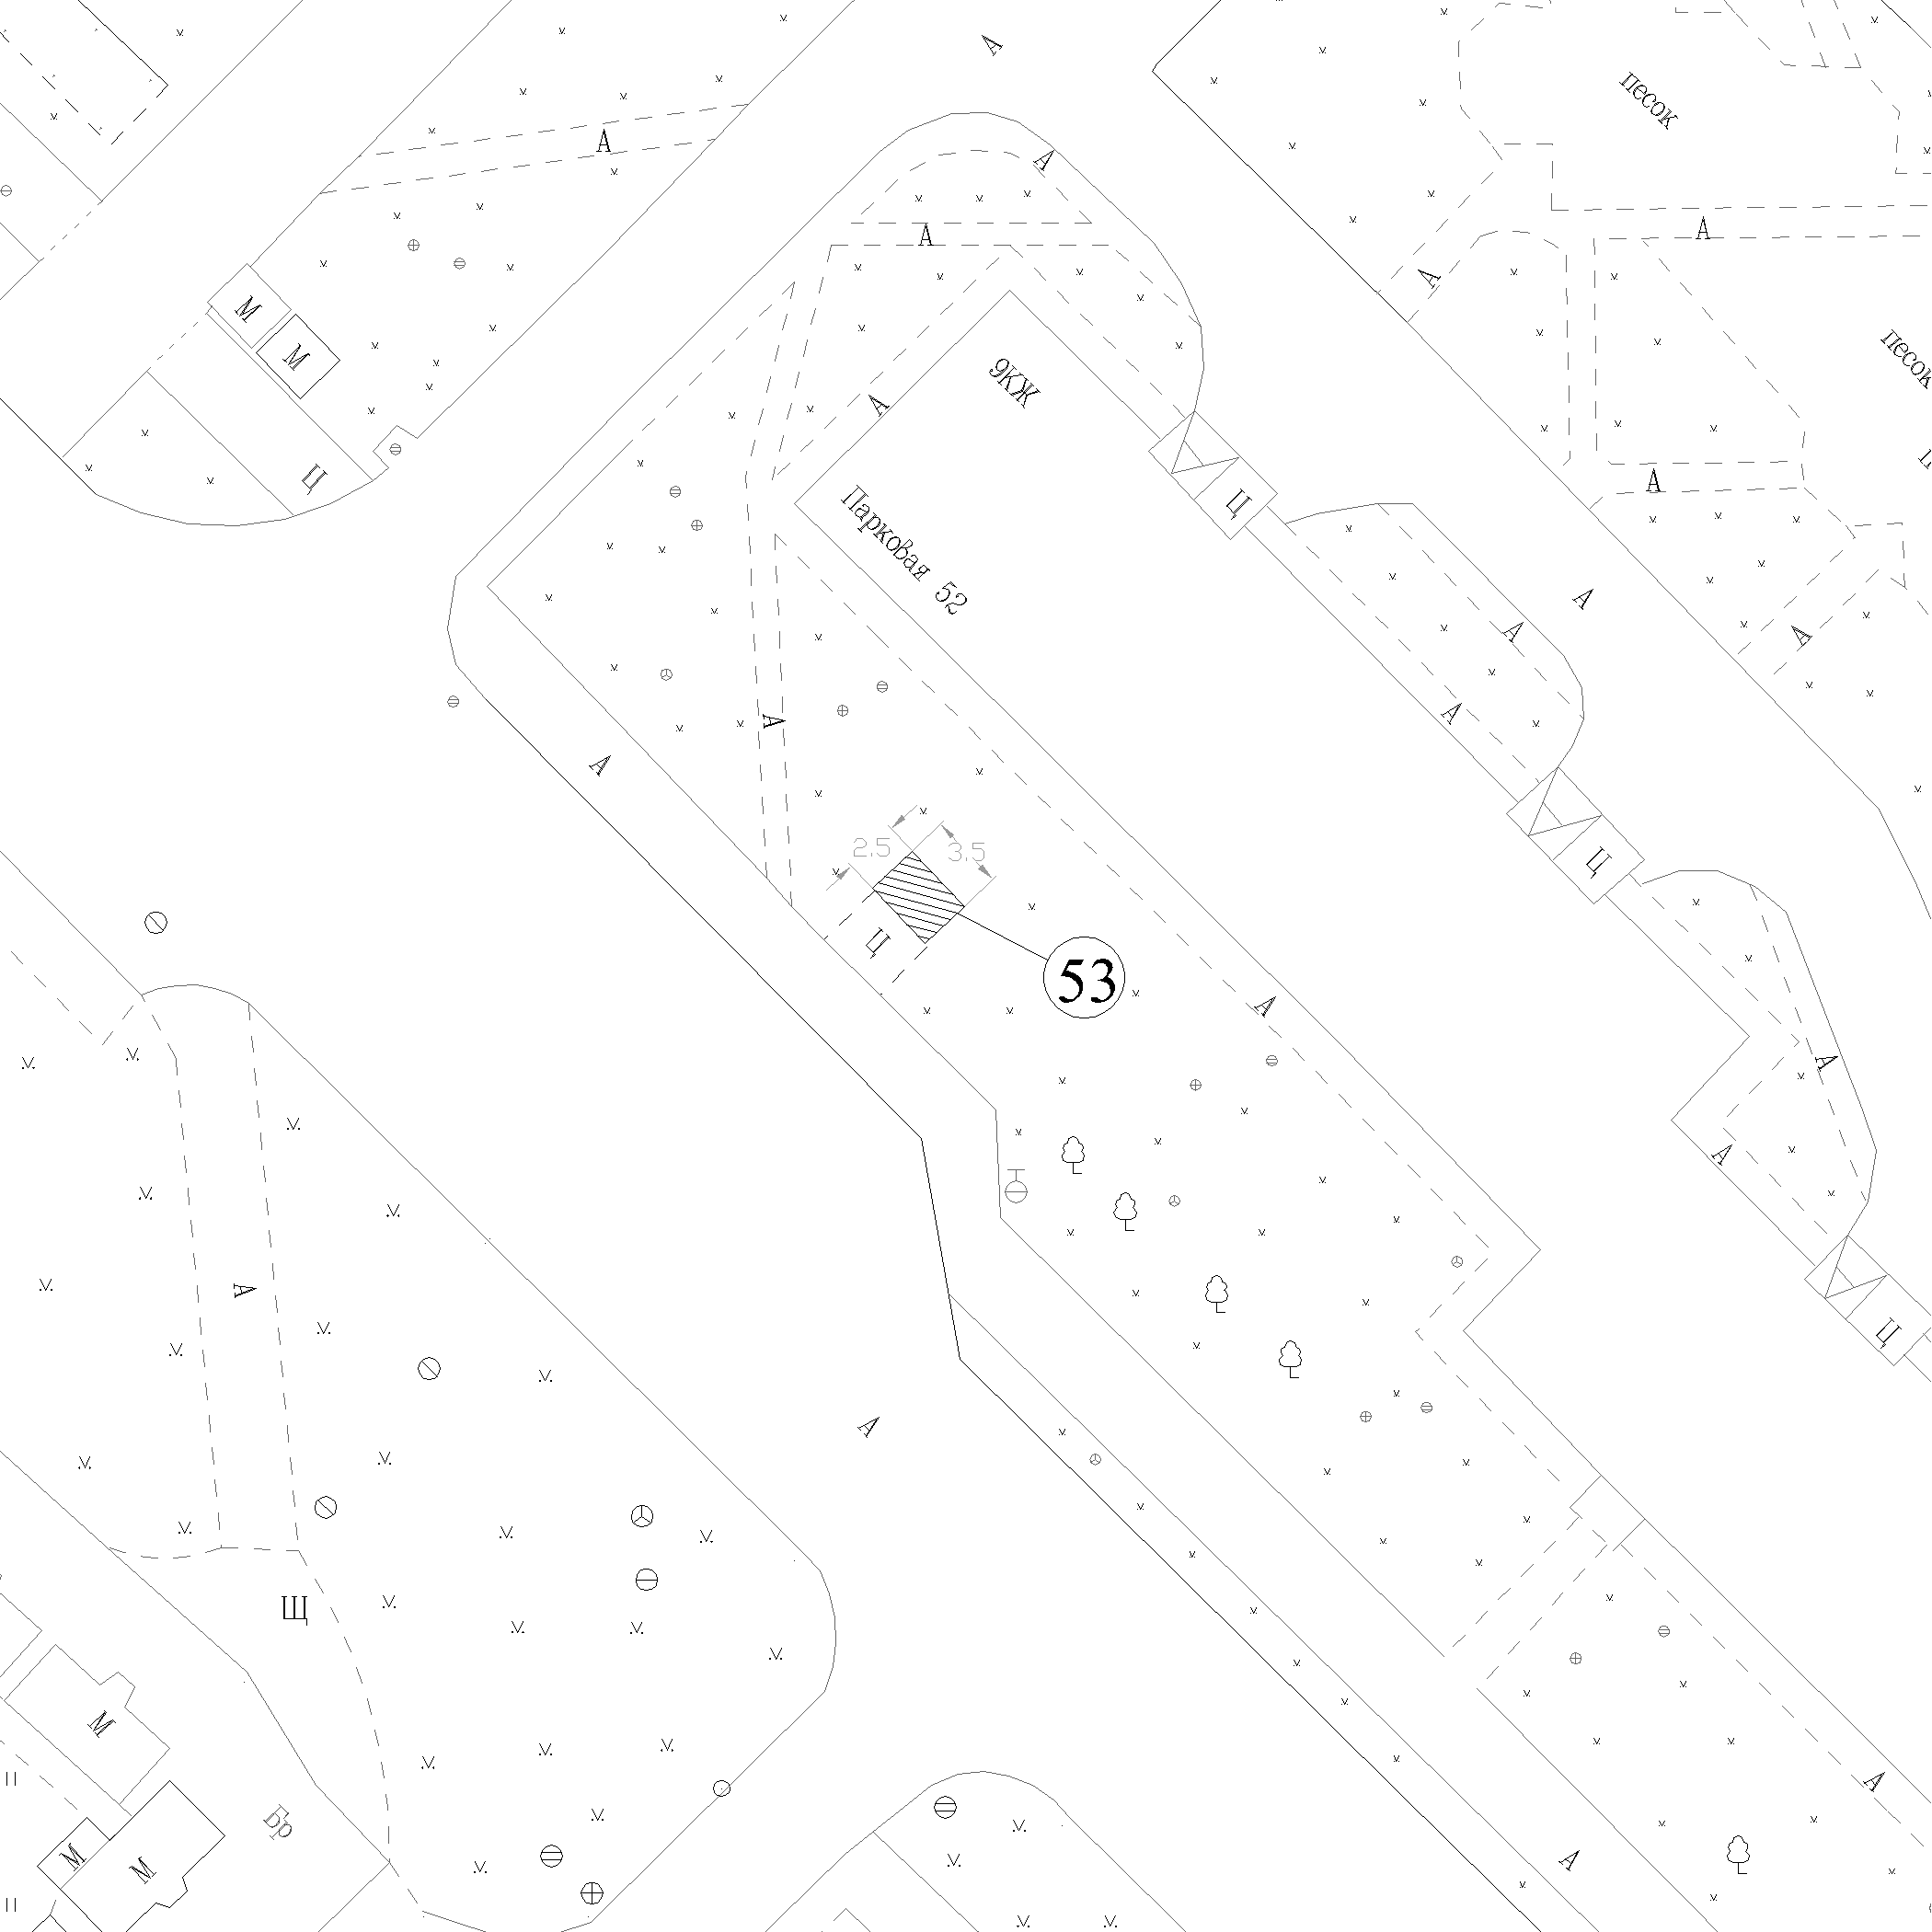 А
песок
А
А
А
А
А
М
М
песок
9КЖ
А
А
Ц
Ц
Парковая 52
А
А
А
А
А
А
2.5
3.5
Ц
Ц
53
А
А
А
А
Ц
А
Щ
М
А
Бр
М
М
А